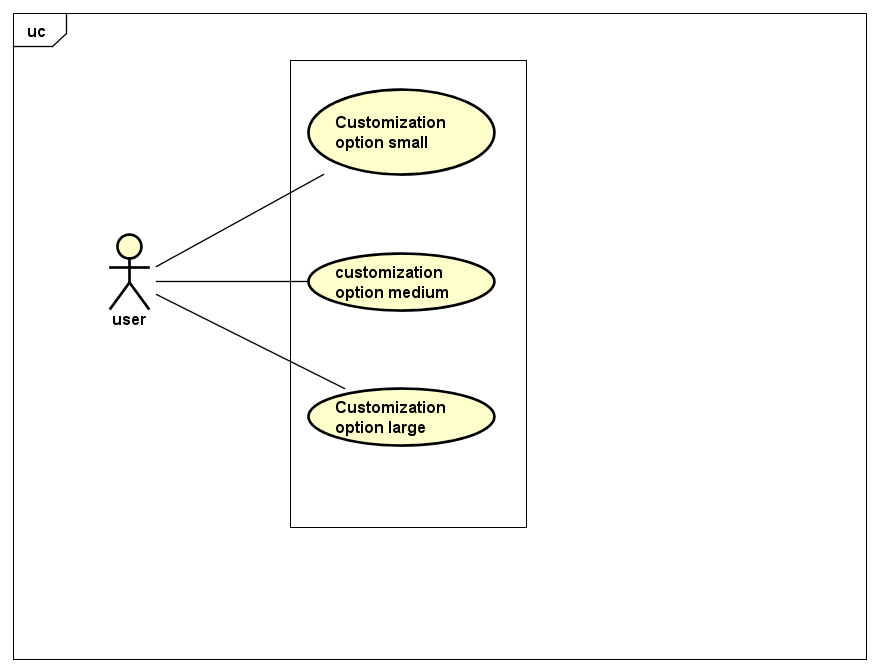 uc
Customization
option small
customization
option medium
user
Customization
option large